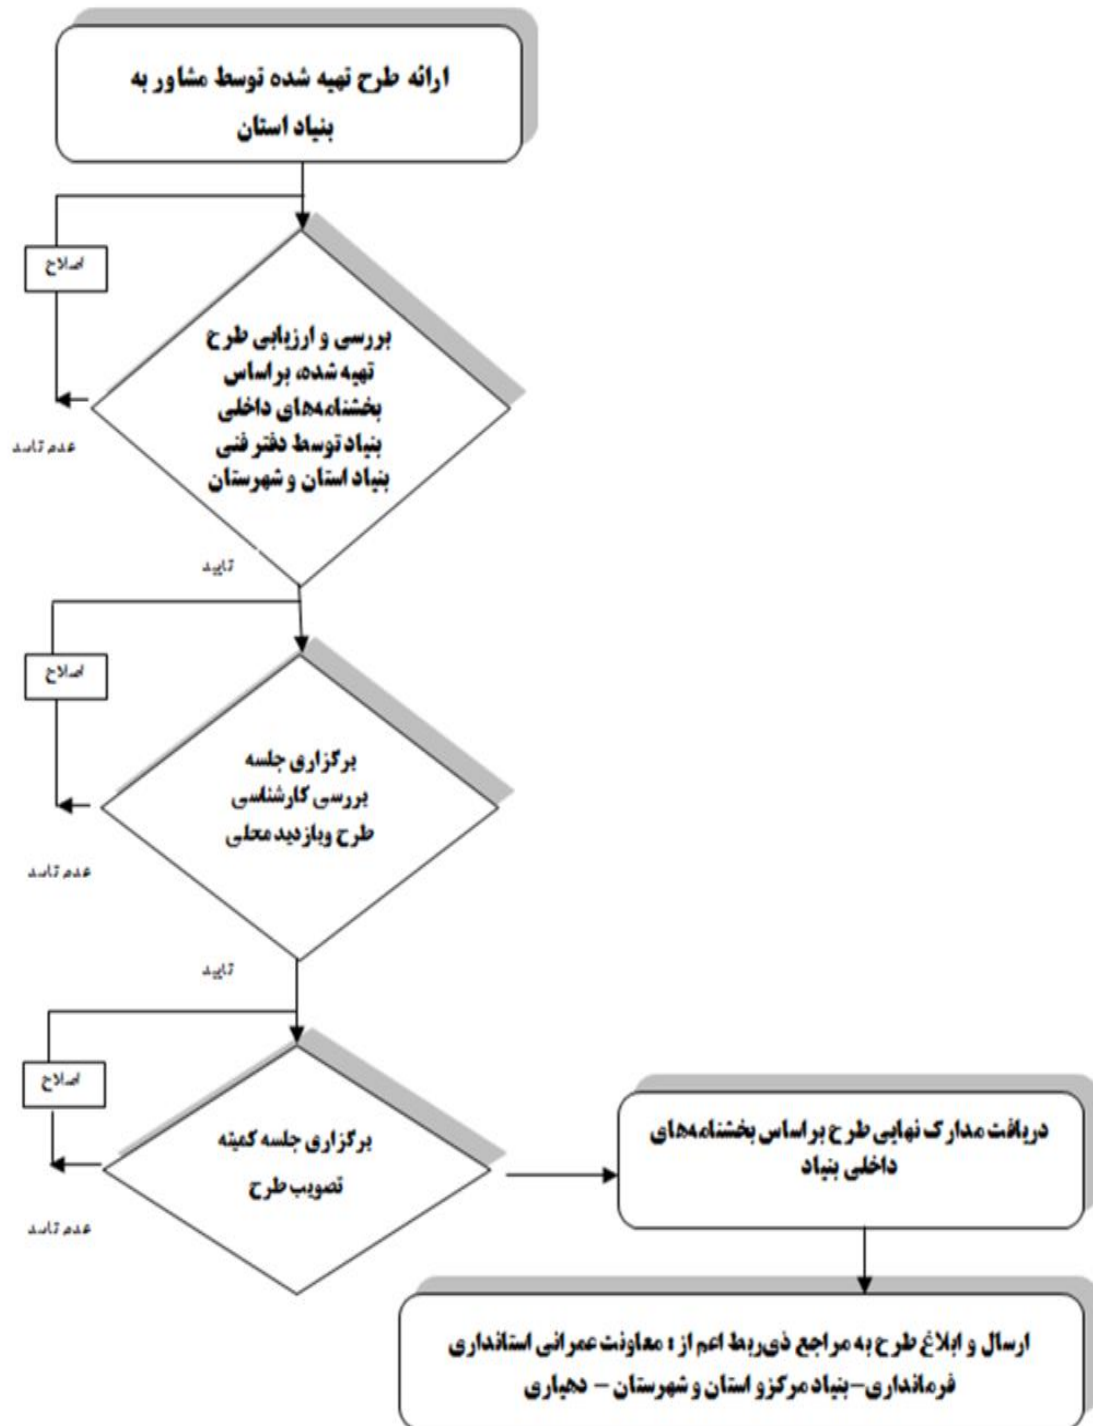 ارائه طرح تهیه شده توسط مشاور به
بنیاد استان
اصلاح
بررسی و ارزیابی طرح
تهیه شده، براساس
بخشنامه‌های داخلی
بنیاد توسط دفتر فنی
بنیاد استان و شهرستان
عدم تایید
تایید
اصلاح
برگزاری جلسه
بررسی کارشناسی
طرح وبازدید محلی
عدم تایید
تایید
اصلاح
برگزاری جلسه کمیته
تصویب طرح
عدم تایید
دریافت مدارک نهایی طرح براساس بخشنامه‌های
داخلی بنیاد
ارسال و ابلاغ طرح به مراجع ذی‌ربط اعم از : معاونت عمرانی استانداری
فرمانداری-بنیاد مرکزو استان و شهرستان - دهیاری